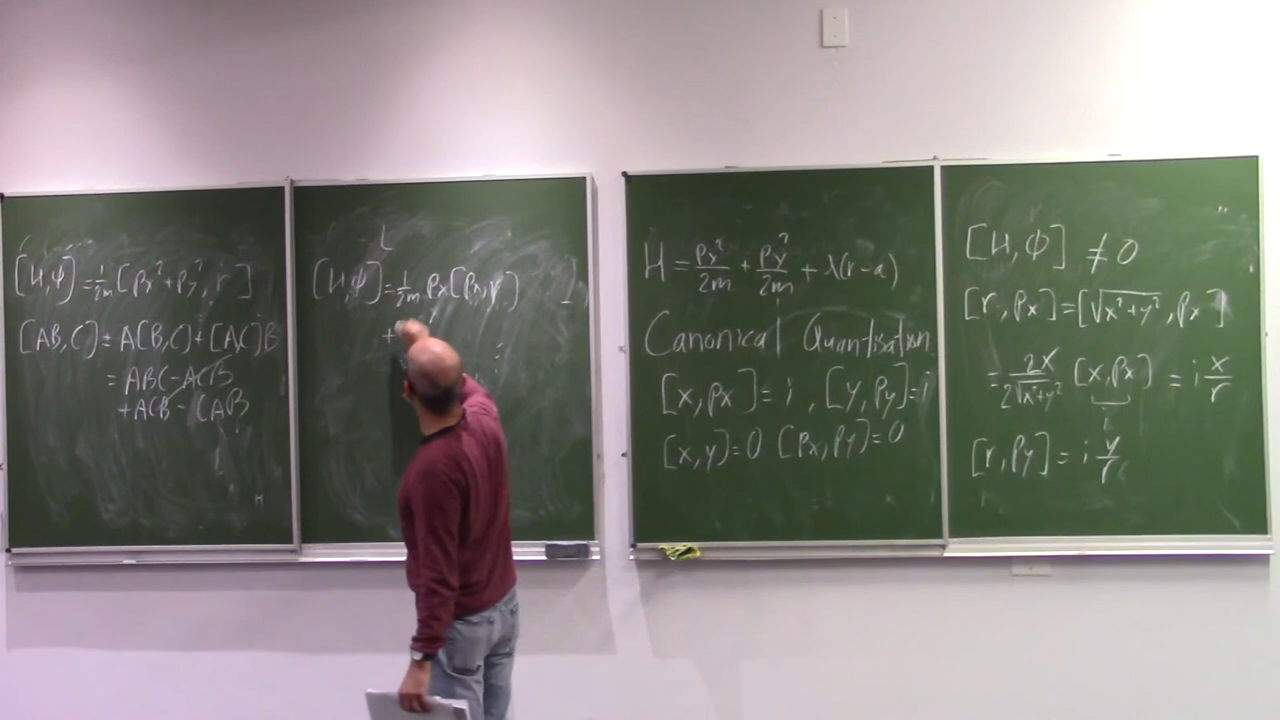 [H,ψ] = 1/2m [Px² + Py², r]
[AB,C] = A[B,C] + [A,C]B
= ABC - ACB
+ ACB - CAB
[H,ψ] = 1/2m Px[Px,r]
+
H = Px²/2m + Py²/2m + λ(r-a)
Canonical Quantisation
[x,px] = i , [y,Py] = i
[x,y] = 0 [Px,Py] = 0
[H,φ] ≠ 0
[r,px] = [√x²+y², Px]
= 2x/2√x²+y² [x,px] = i x/r
i
[r,py] = i y/r